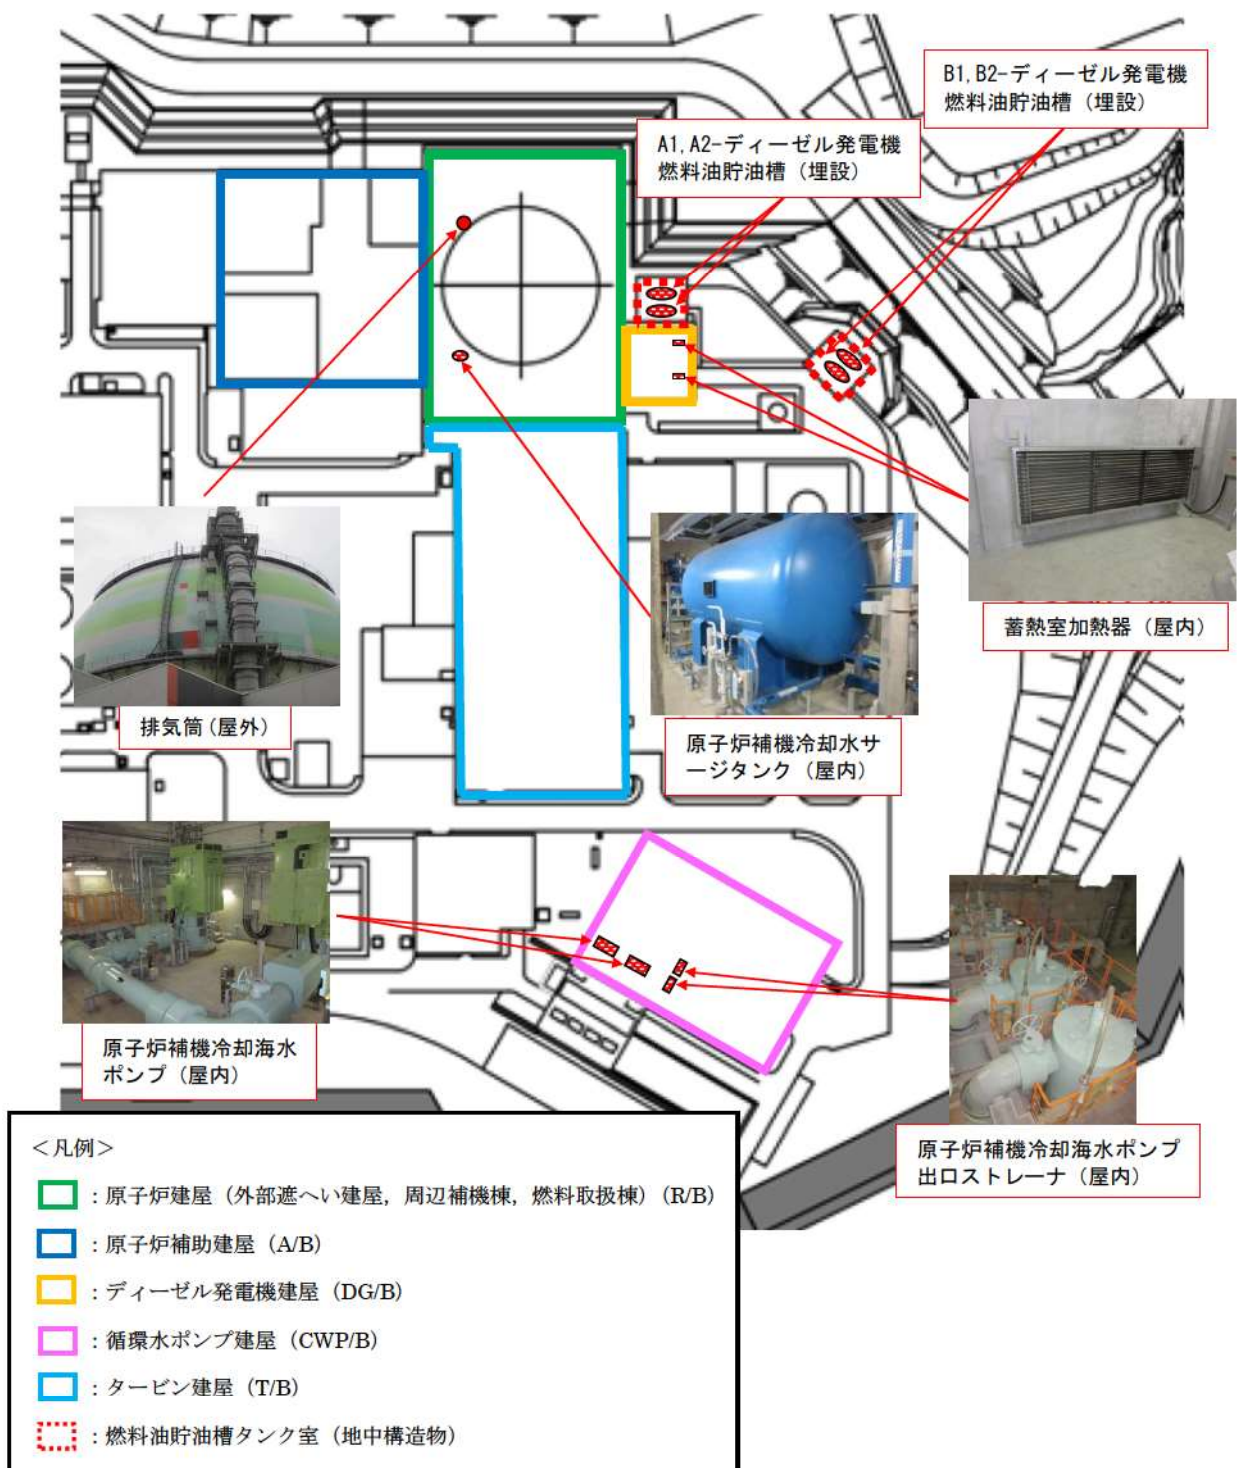 B1,B2-ディーゼル発電機
燃料油貯油槽（埋設）
A1,A2-ディーゼル発電機
燃料油貯油槽（埋設）
蓄熱室加熱器（屋内）
排気筒(屋外）
原子炉補機冷却水サ
ージタンク（屋内）
原子炉補機冷却海水
ポンプ（屋内）
原子炉補機冷却海水ポンプ
出口ストレーナ（屋内）
＜凡例＞
：原子炉建屋（外部遮へい建屋，周辺補機棟，燃料取扱棟）（R/B）
：原子炉補助建屋（A/B）
：ディーゼル発電機建屋（DG/B）
：循環水ポンプ建屋（CWP/B）
：タービン建屋（T/B）
：燃料油貯油槽タンク室（地中構造物）